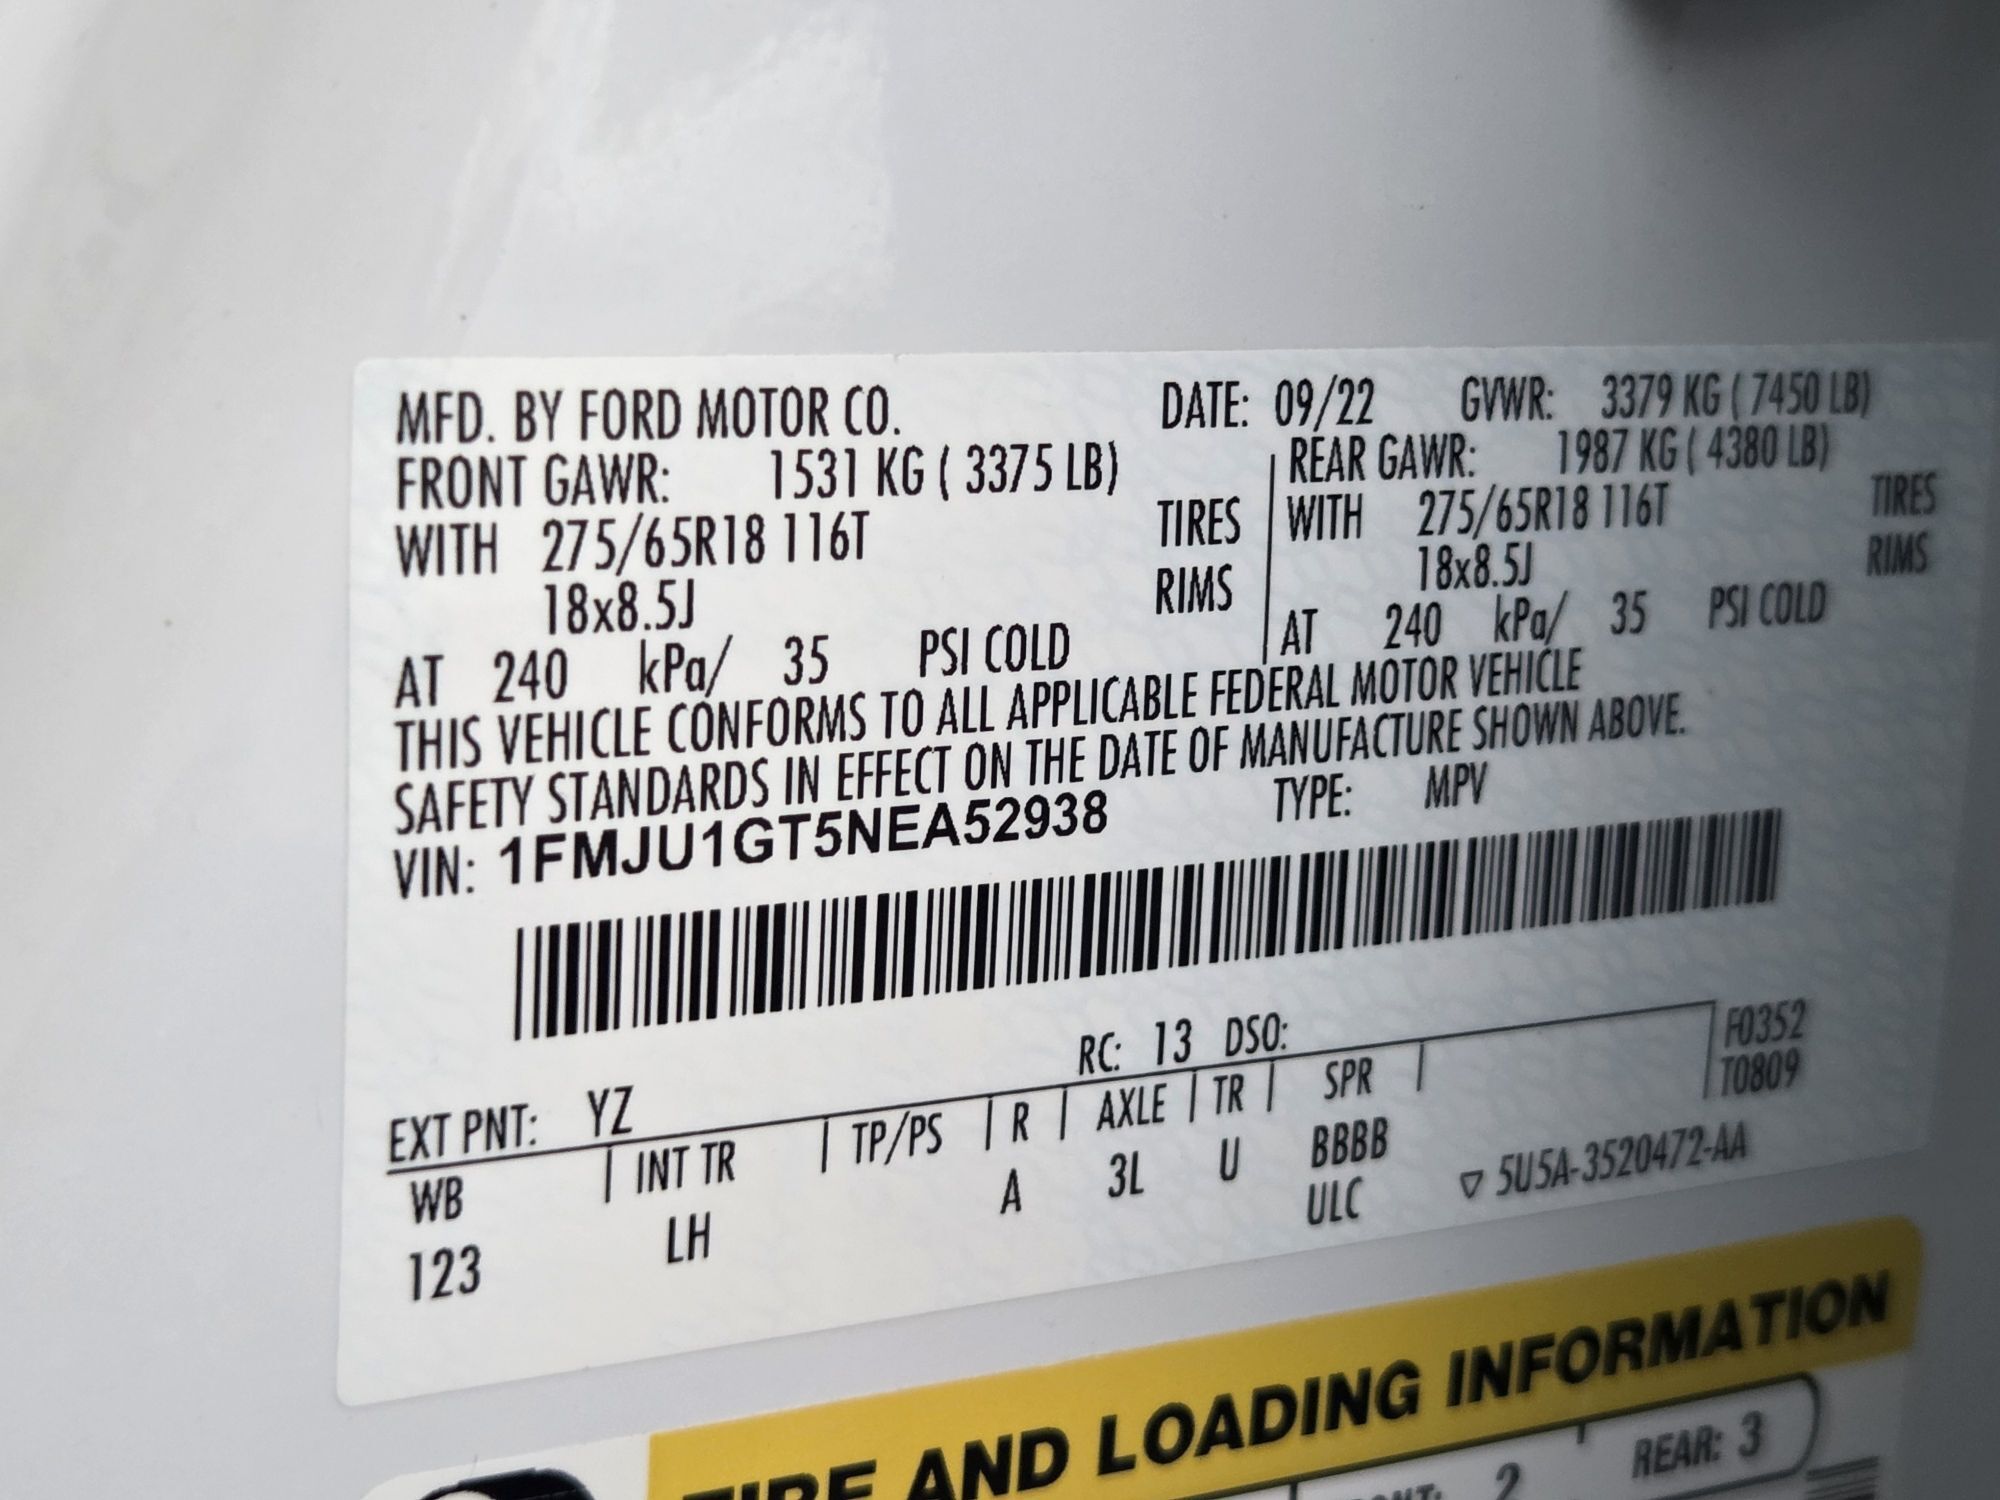 MFD. BY FORD MOTOR CO. DATE: 09/22 GVWR: 3379 KG ( 7450 LB)
FRONT GAWR: 1531 KG ( 3375 LB) REAR GAWR: 1987 KG ( 4380 LB)
WITH 275/65R18 116T TIRES WITH 275/65R18 116T TIRES
18x8.5J RIMS 18x8.5J RIMS
AT 240 kPa/ 35 PSI COLD AT 240 kPa/ 35 PSI COLD
THIS VEHICLE CONFORMS TO ALL APPLICABLE FEDERAL MOTOR VEHICLE
SAFETY STANDARDS IN EFFECT ON THE DATE OF MANUFACTURE SHOWN ABOVE.
VIN: 1FMJU1GT5NEA52938 TYPE: MPV
F0352
T0809
EXT PNT: YZ RC: 13 DSO:
WB INT TR TP/PS R AXLE TR SPR
123 LH A 3L U BBBB
ULC ▽ 5U5A-3520472-AA
TIRE AND LOADING INFORMATION
2 REAR: 3